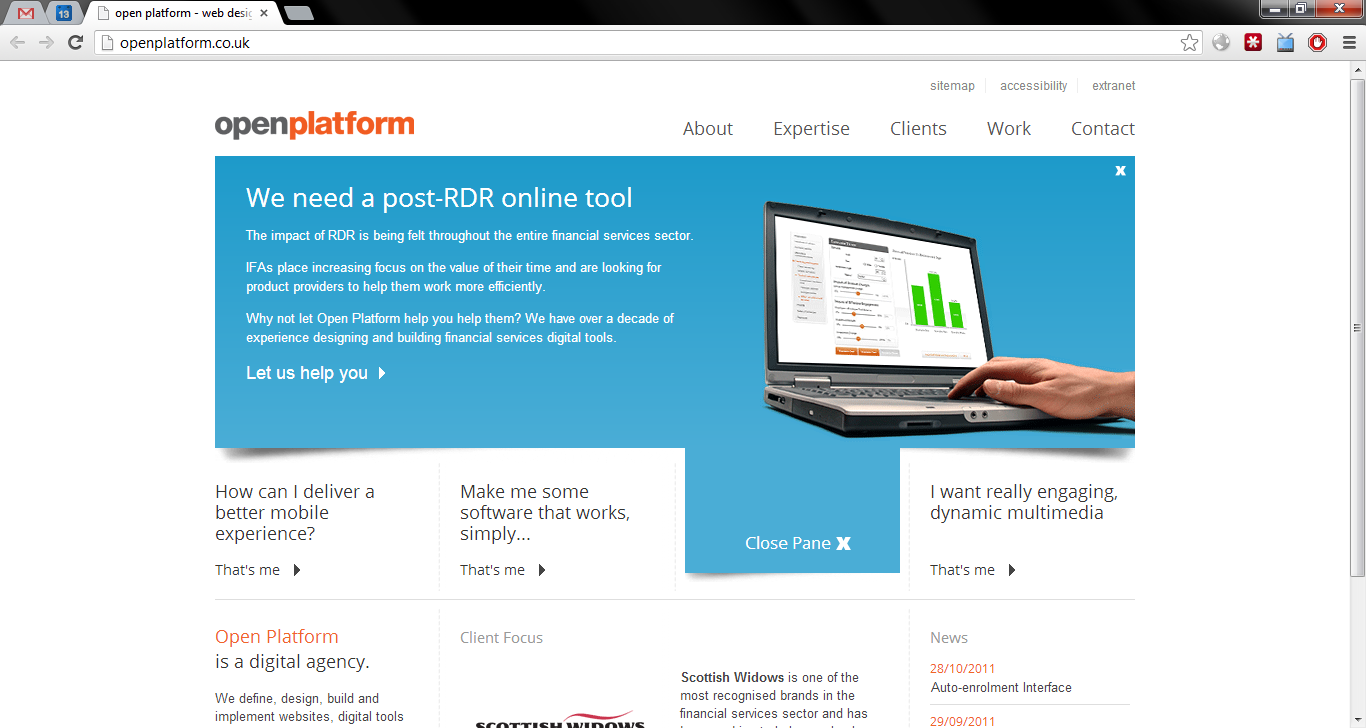 13
open platform - web desig
openplatform.co.uk
sitemap
accessibility
extranet
openplatform
About
Expertise
Clients
Work
Contact
X
We need a post-RDR online tool
The impact of RDR is being felt throughout the entire financial services sector.
IFAs place increasing focus on the value of their time and are looking for
product providers to help them work more efficiently.
Why not let Open Platform help you help them? We have over a decade of
experience designing and building financial services digital tools.
Let us help you
How can I deliver a
better mobile
experience?
That's me
Make me some
software that works,
simply...
That's me
Close Pane X
I want really engaging,
dynamic multimedia
That's me
Open Platform
is a digital agency.
We define, design, build and
implement websites, digital tools
Client Focus
SCOTTISH WIDOWS
Scottish Widows is one of the
most recognised brands in the
financial services sector and has
News
28/10/2011
Auto-enrolment Interface
29/09/2011